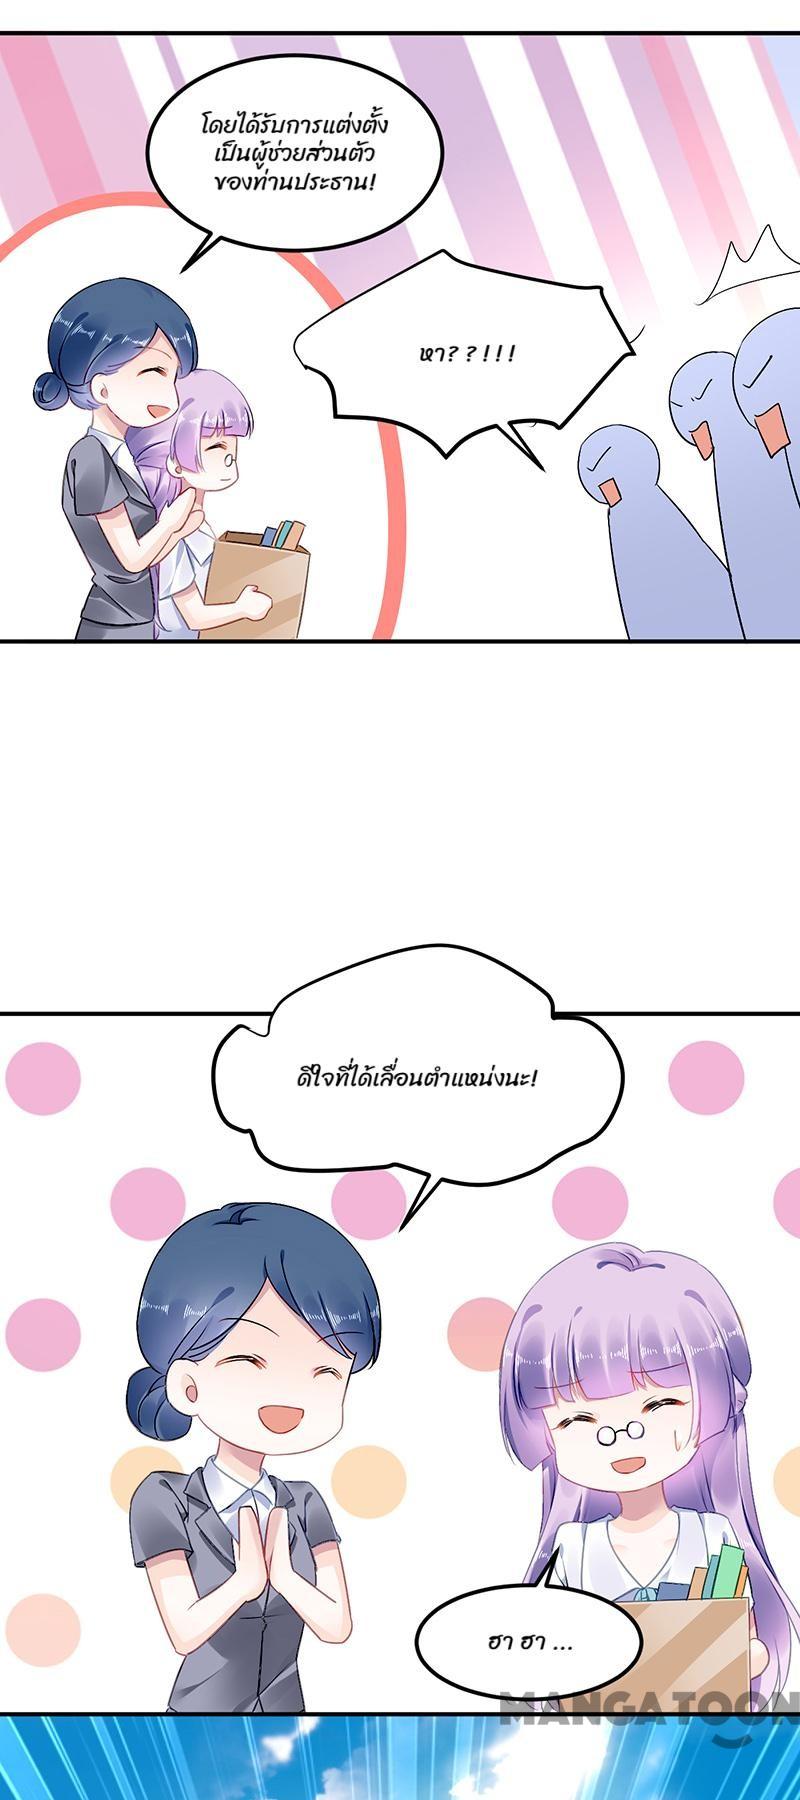 โดยได้รับการแต่งตั้ง
เป็นผู้ช่วยส่วนตัว
ของท่านประธาน!
หา??!!!
ดีใจที่ได้เลื่อนตำแหน่งนะ!
ฮา ฮา ...
MANGATOON